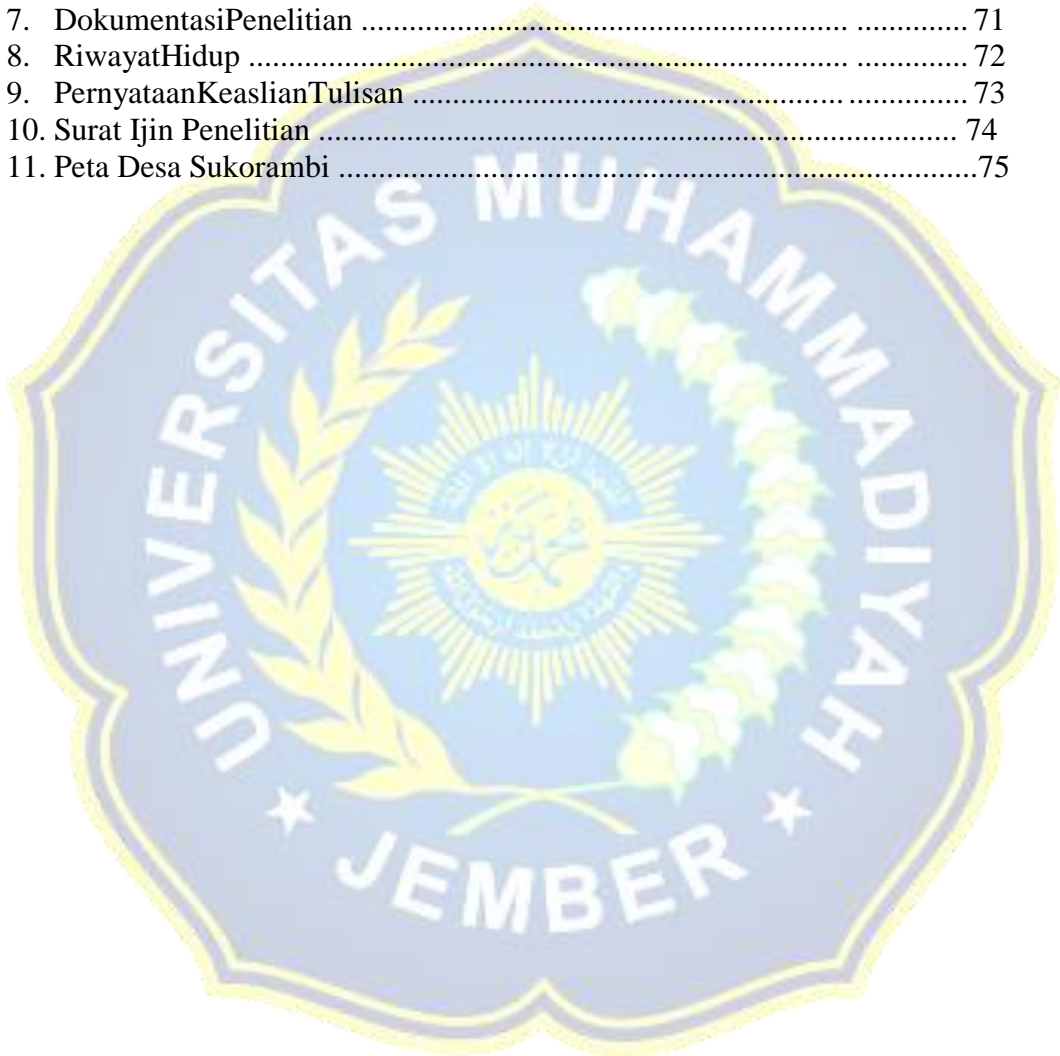 7. DokumentasiPenelitian ........................................................................ .............. 71
8. RiwayatHidup ........................................................................................ .............. 72
9. PernyataanKeaslianTulisan ................................................................. ............... 73
10. Surat Ijin Penelitian ............................................................................... 74
11. Peta Desa Sukorambi ................................................................................75
UNIVERSITAS MUHAMMADIYAH
JEMBER